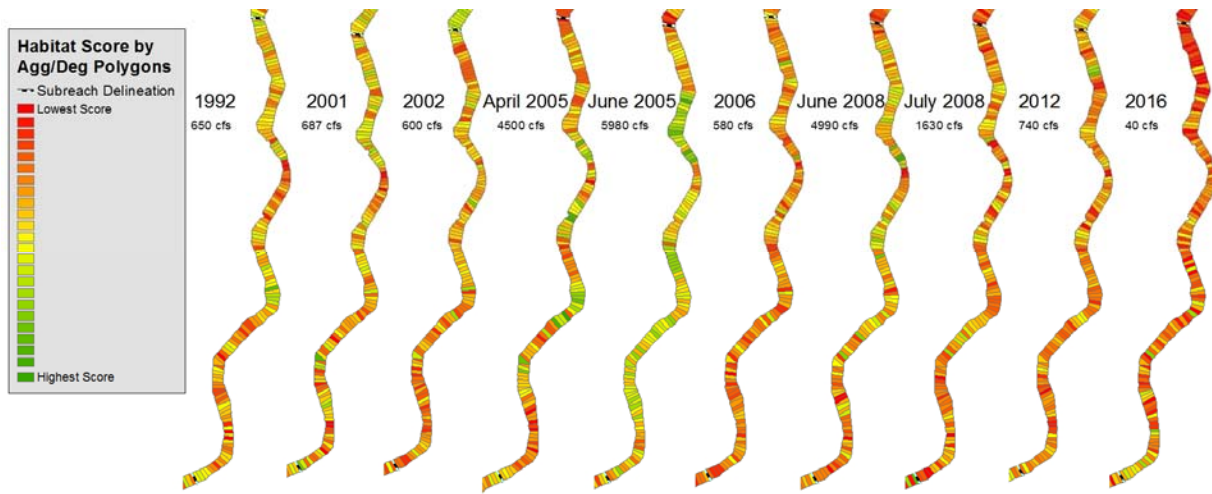 Habitat Score by
Agg/Deg Polygons
Subreach Delineation
Lowest Score
Highest Score
1992
650 cfs
2001
687 cfs
2002
600 cfs
April 2005
4500 cfs
June 2005
5980 cfs
2006
580 cfs
June 2008
4990 cfs
July 2008
1630 cfs
2012
740 cfs
2016
40 cfs